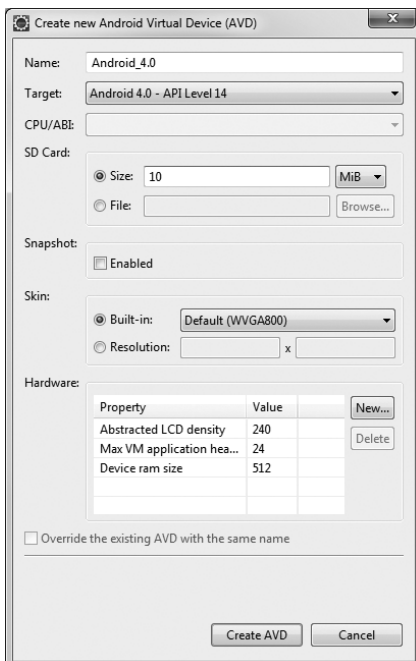 Create new Android Virtual Device (AVD)
x
Name: Android_4.0
Target: Android 4.0 - API Level 14
CPU/ABI:
SD Card:
Size: 10 MiB
File: Browse...
Snapshot:
Enabled
Skin:
Built-in: Default (WVGA800)
Resolution: x
Hardware:
Property Value New...
Abstracted LCD density 240 Delete
Max VM application hea... 24
Device ram size 512
Override the existing AVD with the same name
Create AVD Cancel